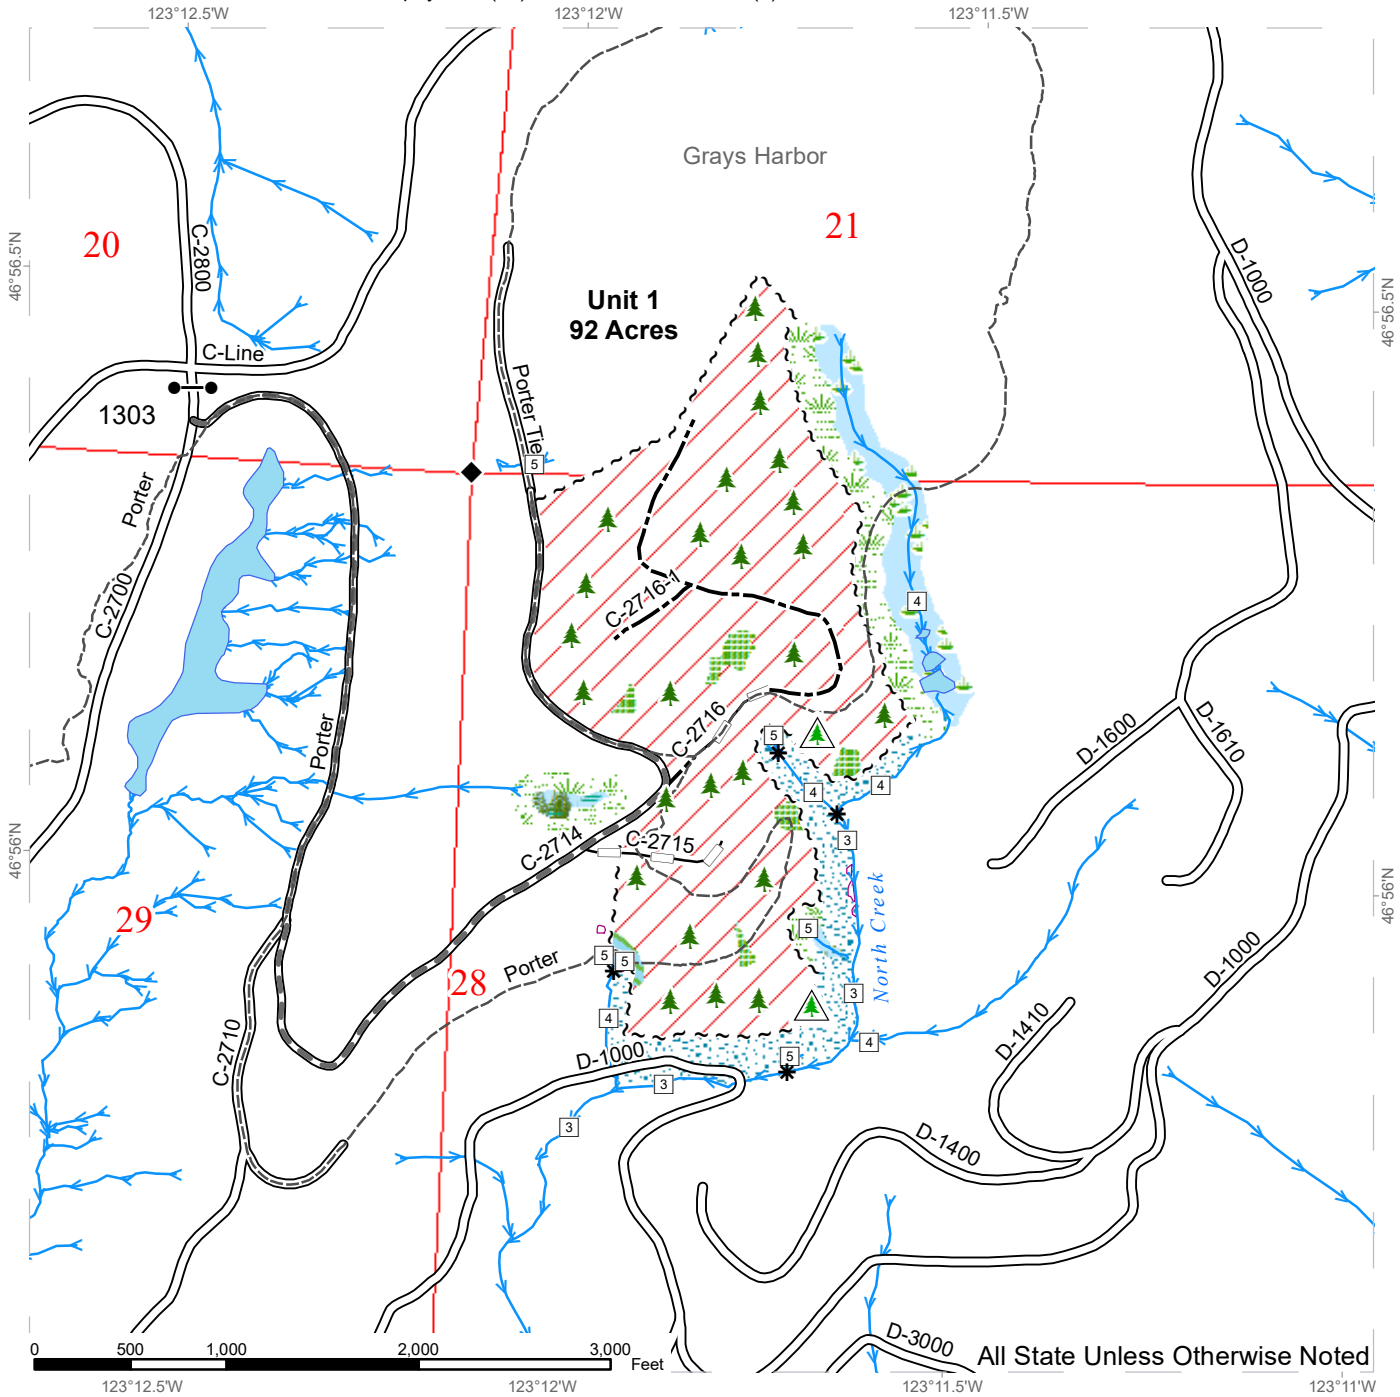 123°12.5'W
123°12'W
123°11.5'W
Grays Harbor
20
21
C-2800
D-1000
46°56.5'N
46°56.5'N
Unit 1
92 Acres
C-Line
1303
Porter Tie
5
Porter
C-2700
C-2716-1
4
C-2716
Porter
5
D-1600
D-1610
4
4
C-2714
C-2715
3
46°56'N
46°56'N
29
North Creek
5
28
Porter
5
5
D-1000
3
4
4
D-1410
C-2710
D-1000
5
3
3
D-1400
D-3000
All State Unless Otherwise Noted
0
500
1,000
2,000
3,000
Feet
123°12.5'W
123°12'W
123°11.5'W
123°11'W